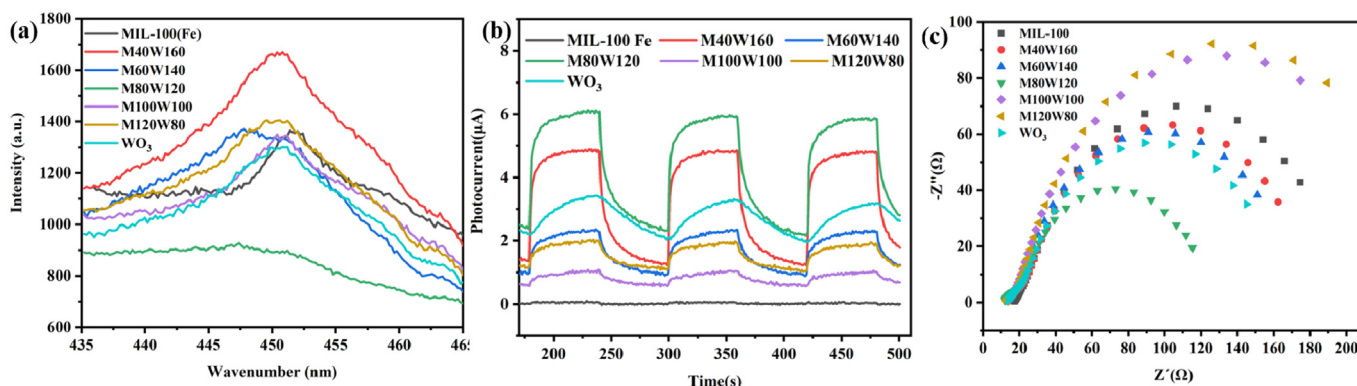 (a)
MIL-100(Fe)
M40W160
M60W140
M80W120
M100W100
M120W80
WO₃
1800
1600
1400
1200
1000
800
600
Intensity (a.u.)
435 440 445 450 455 460 465
Wavenumber (nm)
(b)
MIL-100 Fe M40W160 M60W140
M80W120 M100W100 M120W80
WO₃
8
6
4
2
0
Photocurrent(μA)
200 250 300 350 400 450 500
Time(s)
(c)
MIL-100
M40W160
M60W140
M80W120
M100W100
M120W80
WO₃
100
80
60
40
20
0
-Z''(Ω)
0 20 40 60 80 100 120 140 160 180 200
Z´(Ω)